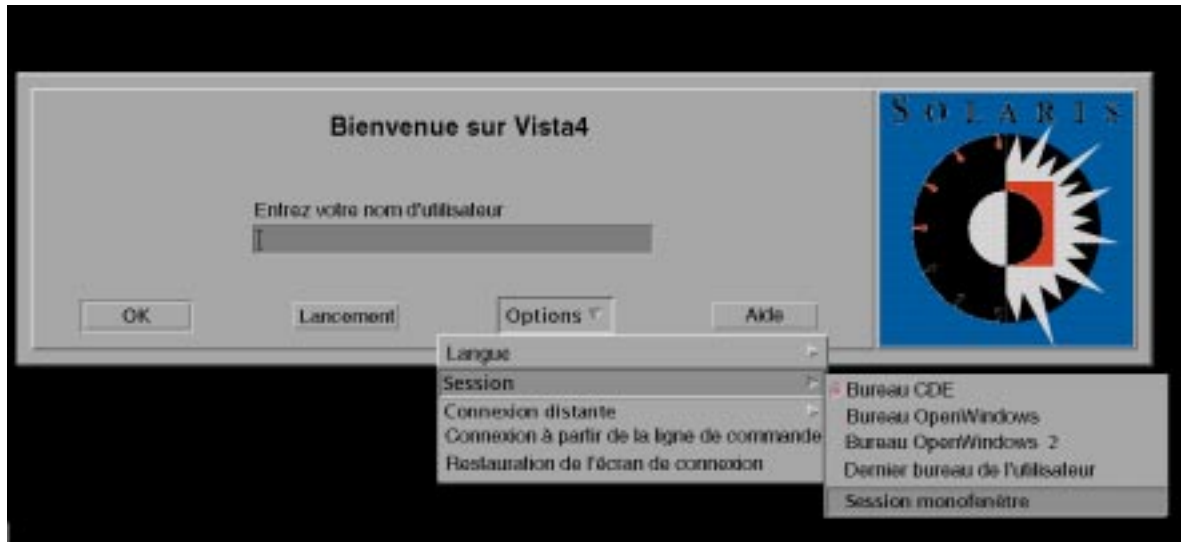 Bienvenue sur Vista4
SOLARIS
Entrez votre nom d'utilisateur
OK
Lancement
Options
Aide
Langue
Session
Connexion distante
Connexion à partir de la ligne de commande
Restauration de l'écran de connexion
Bureau CDE
Bureau OpenWindows
Bureau OpenWindows 2
Dernier bureau de l'utilisateur
Session monofenêtre